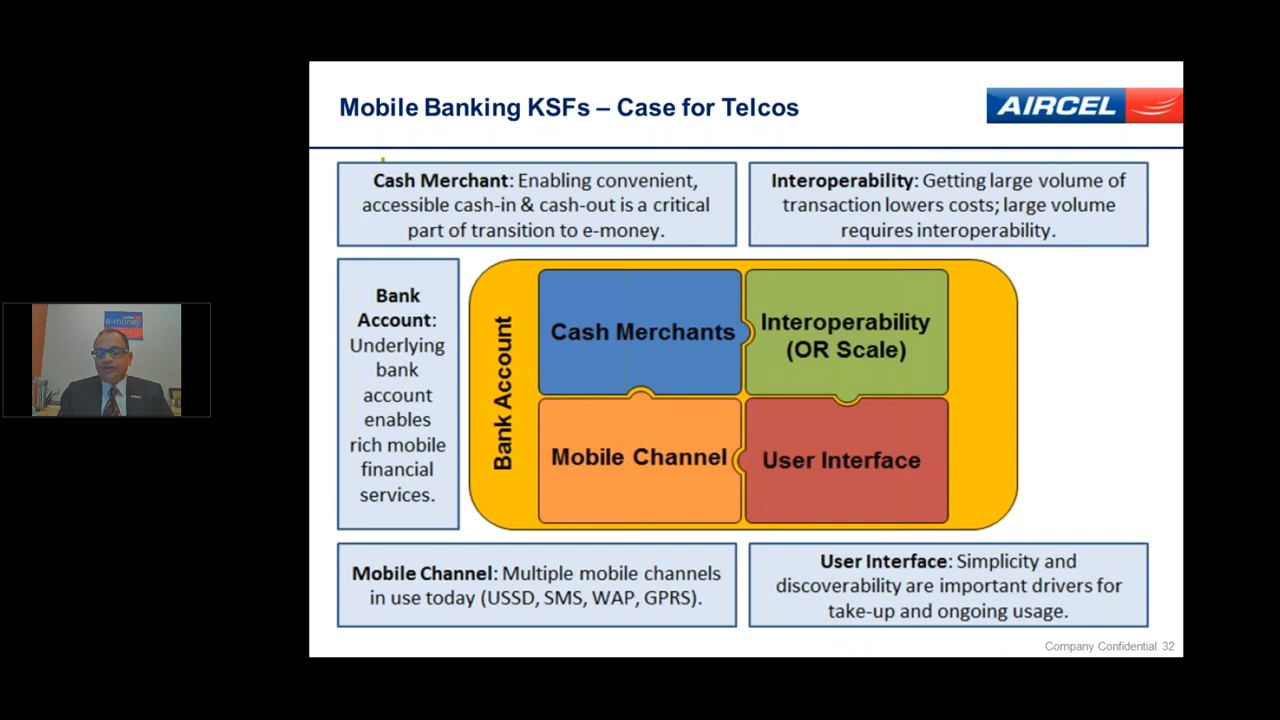 Mobile Banking KSFs – Case for Telcos
AIRCEL
Cash Merchant: Enabling convenient,
accessible cash-in & cash-out is a critical
part of transition to e-money.
Interoperability: Getting large volume of
transaction lowers costs; large volume
requires interoperability.
Bank
Account:
Underlying
bank
account
enables
rich mobile
financial
services.
Bank Account
Cash Merchants
Interoperability
(OR Scale)
Mobile Channel
User Interface
Mobile Channel: Multiple mobile channels
in use today (USSD, SMS, WAP, GPRS).
User Interface: Simplicity and
discoverability are important drivers for
take-up and ongoing usage.
Company Confidential 32
e-money